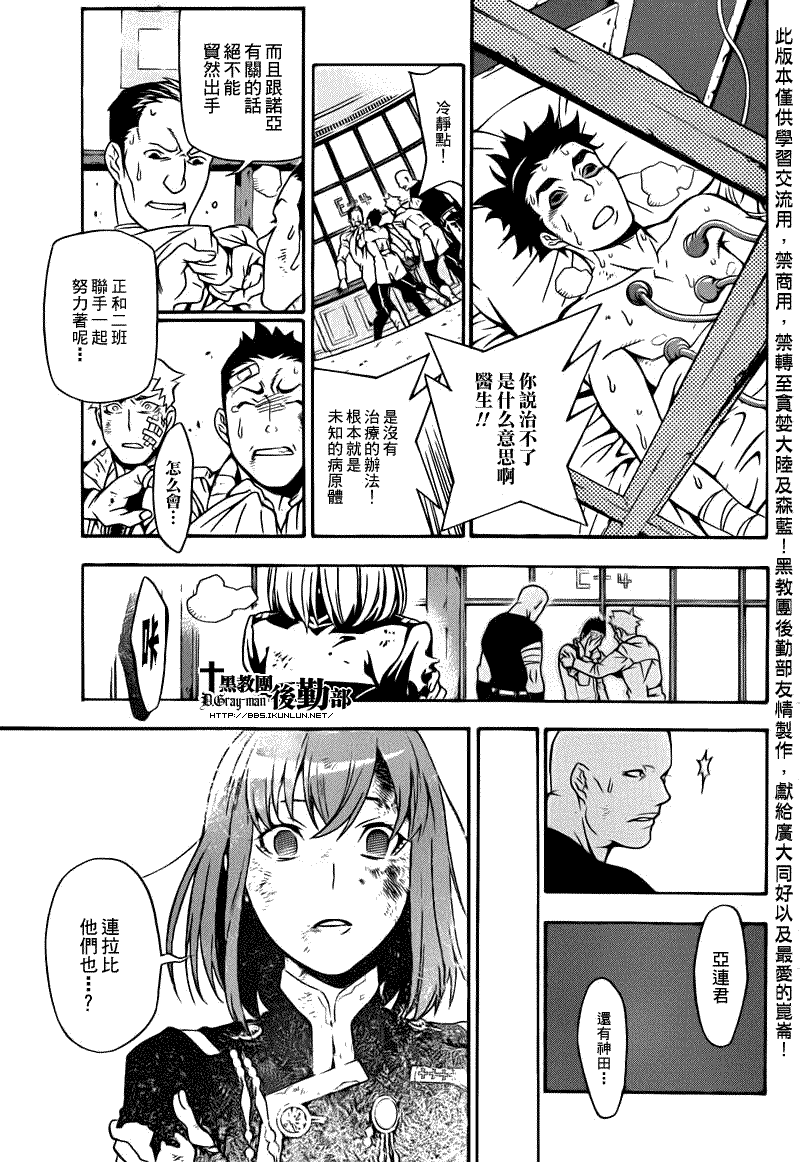 此版本僅供學習交流用，禁商用，禁轉至貪婪大陸及森藍！黑教團後勤部友情製作，獻給廣大同好以及最愛的崑崙！
你說治不了
是什么意思啊
醫生!!
冷靜點！
是沒有
治療的辦法！
根本就是
未知的病原體
而且跟諾亞
有關的話
絕不能
貿然出手
正和二班
聯手一起
努力著呢…
怎么會…
C-4
C-4
咔
黑教團
D.Gray-man
後勤部
HTTP://BBS.IKUNLUN.NET/
亞連君
還有神田…
連拉比
他們也…？